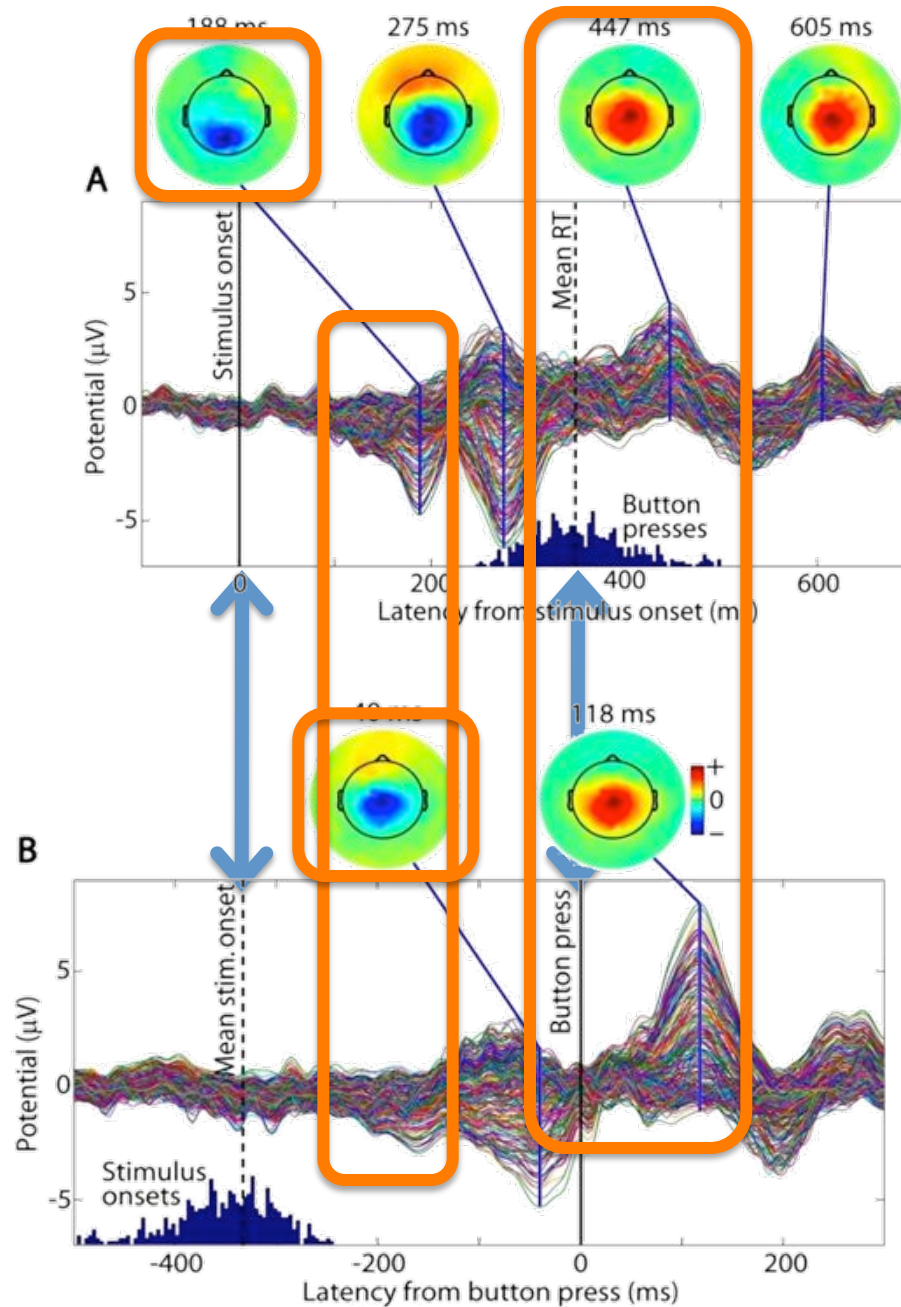 188 ms
275 ms
447 ms
605 ms
A
Stimulus onset
Mean RT
Potential (μV)
5
0
-5
Button
presses
0
200
400
600
Latency from stimulus onset (ms)
118 ms
+
0
−
B
Mean stim. onset
Button press
Potential (μV)
5
0
-5
Stimulus
onsets
-400
-200
0
200
Latency from button press (ms)